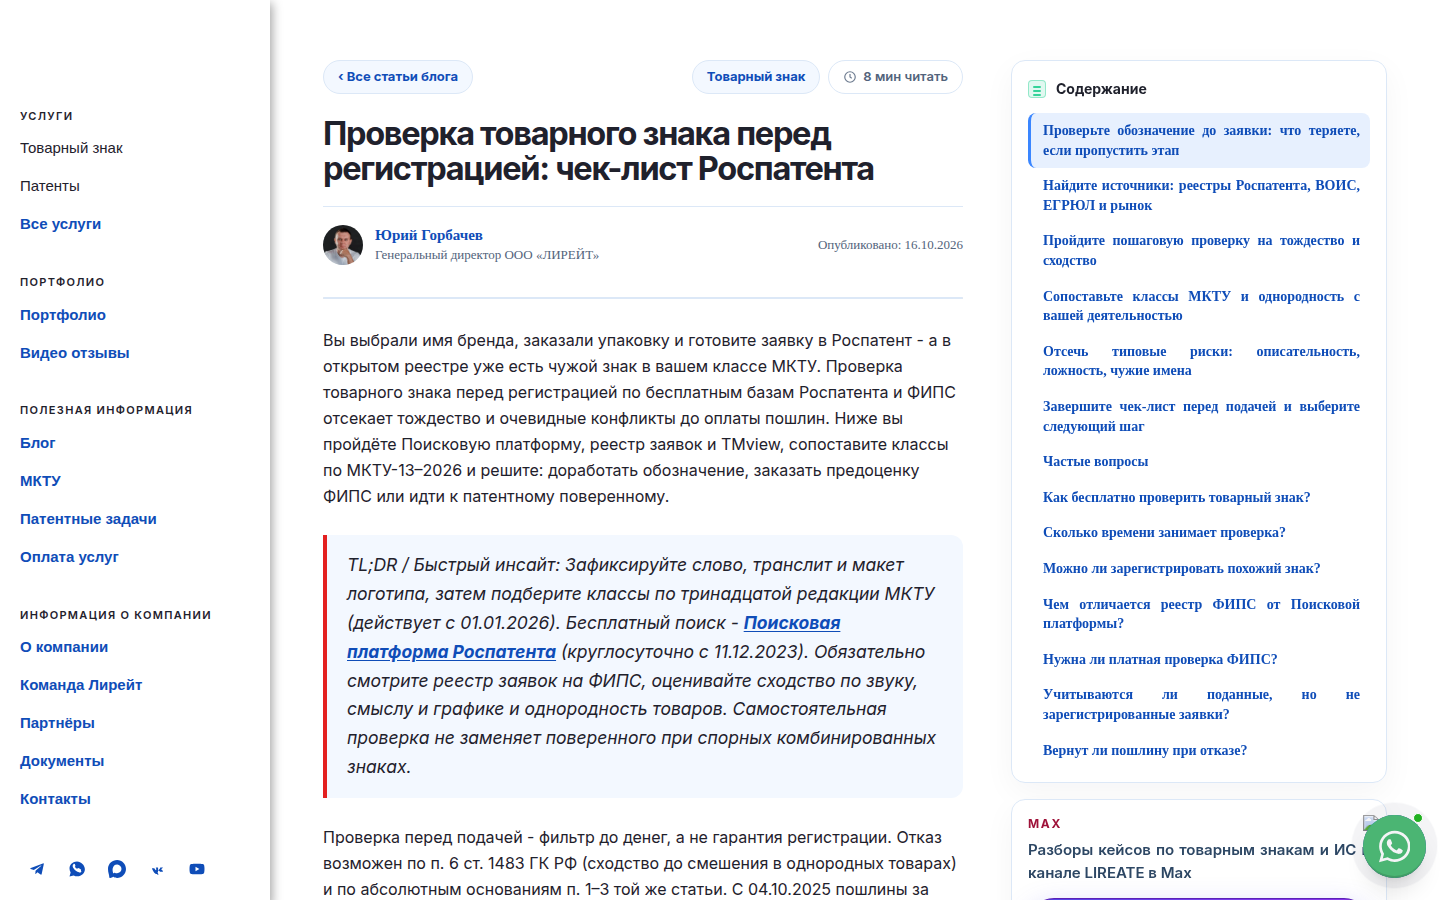 УСЛУГИ
Товарный знак
Патенты
Все услуги
ПОРТФОЛИО
Портфолио
Видео отзывы
ПОЛЕЗНАЯ ИНФОРМАЦИЯ
Блог
МКТУ
Патентные задачи
Оплата услуг
ИНФОРМАЦИЯ О КОМПАНИИ
О компании
Команда Лирейт
Партнёры
Документы
Контакты
‹ Все статьи блога
Товарный знак
8 мин читать
Проверка товарного знака перед
регистрацией: чек-лист Роспатента
Юрий Горбачев
Генеральный директор ООО «ЛИРЕЙТ»
Опубликовано: 16.10.2026
Вы выбрали имя бренда, заказали упаковку и готовите заявку в Роспатент - а в
открытом реестре уже есть чужой знак в вашем классе МКТУ. Проверка
товарного знака перед регистрацией по бесплатным базам Роспатента и ФИПС
отсекает тождество и очевидные конфликты до оплаты пошлин. Ниже вы
пройдёте Поисковую платформу, реестр заявок и TMview, сопоставите классы
по МКТУ-13–2026 и решите: доработать обозначение, заказать предоценку
ФИПС или идти к патентному поверенному.
TL;DR / Быстрый инсайт: Зафиксируйте слово, транслит и макет
логотипа, затем подберите классы по тринадцатой редакции МКТУ
(действует с 01.01.2026). Бесплатный поиск - Поисковая
платформа Роспатента (круглосуточно с 11.12.2023). Обязательно
смотрите реестр заявок на ФИПС, оценивайте сходство по звуку,
смыслу и графике и однородность товаров. Самостоятельная
проверка не заменяет поверенного при спорных комбинированных
знаках.
Проверка перед подачей - фильтр до денег, а не гарантия регистрации. Отказ
возможен по п. 6 ст. 1483 ГК РФ (сходство до смешения в однородных товарах)
и по абсолютным основаниям п. 1–3 той же статьи. С 04.10.2025 пошлины за
Содержание
Проверьте обозначение до заявки: что теряете,
если пропустить этап
Найдите источники: реестры Роспатента, ВОИС,
ЕГРЮЛ и рынок
Пройдите пошаговую проверку на тождество и
сходство
Сопоставьте классы МКТУ и однородность с
вашей деятельностью
Отсечь типовые риски: описательность,
ложность, чужие имена
Завершите чек-лист перед подачей и выберите
следующий шаг
Частые вопросы
Как бесплатно проверить товарный знак?
Сколько времени занимает проверка?
Можно ли зарегистрировать похожий знак?
Чем отличается реестр ФИПС от Поисковой
платформы?
Нужна ли платная проверка ФИПС?
Учитываются ли поданные, но не
зарегистрированные заявки?
Вернут ли пошлину при отказе?
MAX
Разборы кейсов по товарным знакам и ИС
канале LIREATE в Max